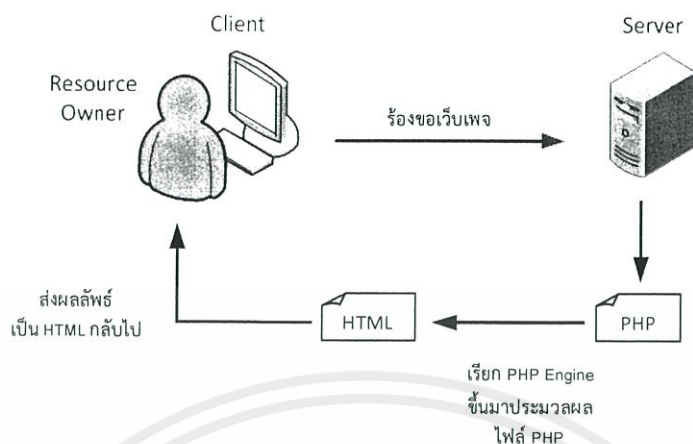 Client
Server
Resource
Owner
ร้องขอเว็บเพจ
ส่งผลลัพธ์
เป็น HTML กลับไป
HTML
PHP
เรียก PHP Engine
ขึ้นมาประมวลผล
ไฟล์ PHP